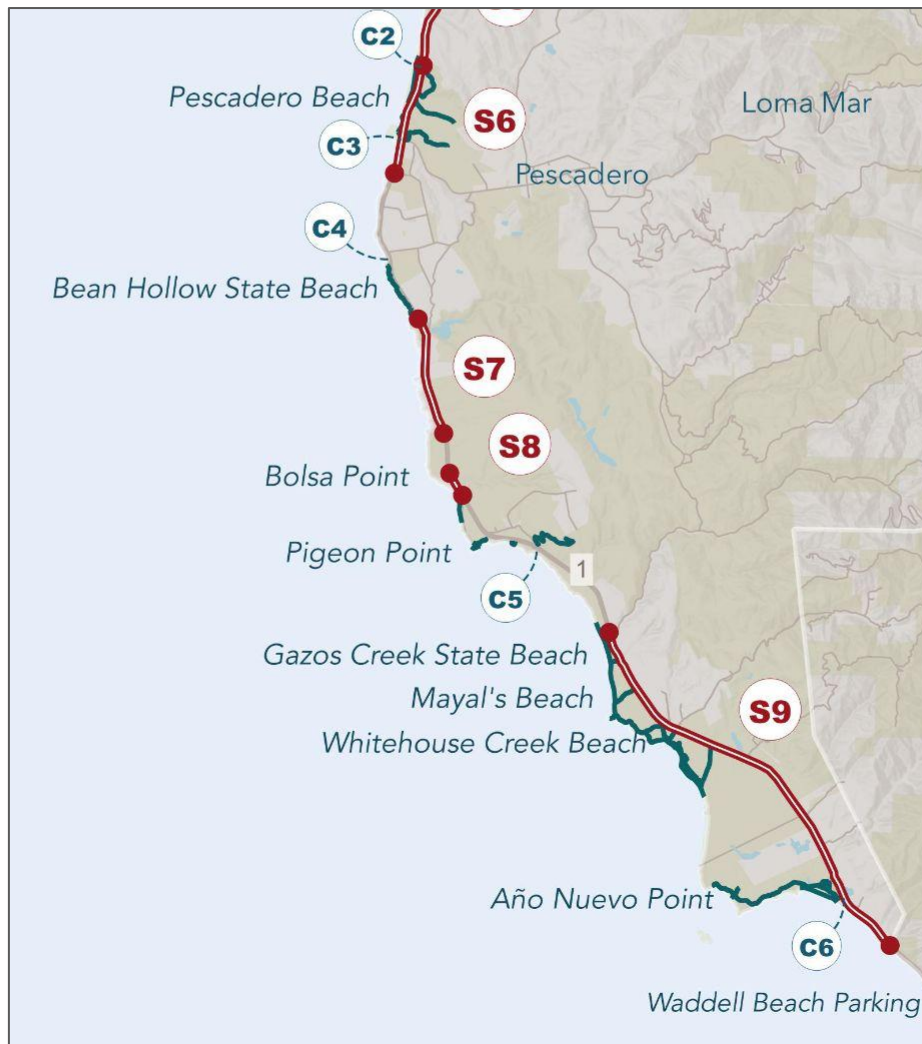 C2
Pescadero Beach
S6
Loma Mar
C3
Pescadero
C4
Bean Hollow State Beach
S7
S8
Bolsa Point
Pigeon Point
1
C5
Gazos Creek State Beach
Mayal's Beach
S9
Whitehouse Creek Beach
Año Nuevo Point
C6
Waddell Beach Parking